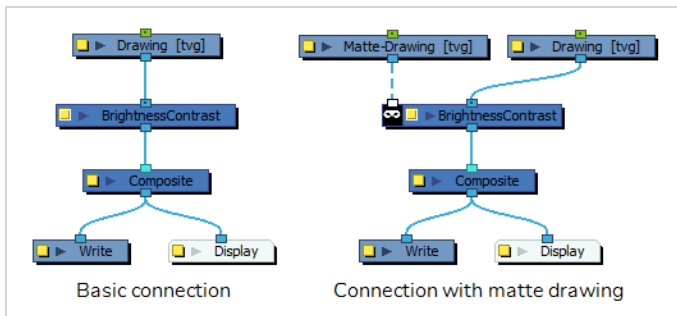 Drawing [tvg]
BrightnessContrast
Composite
Write
Display
Basic connection
Matte-Drawing [tvg]
Drawing [tvg]
BrightnessContrast
Composite
Write
Display
Connection with matte drawing